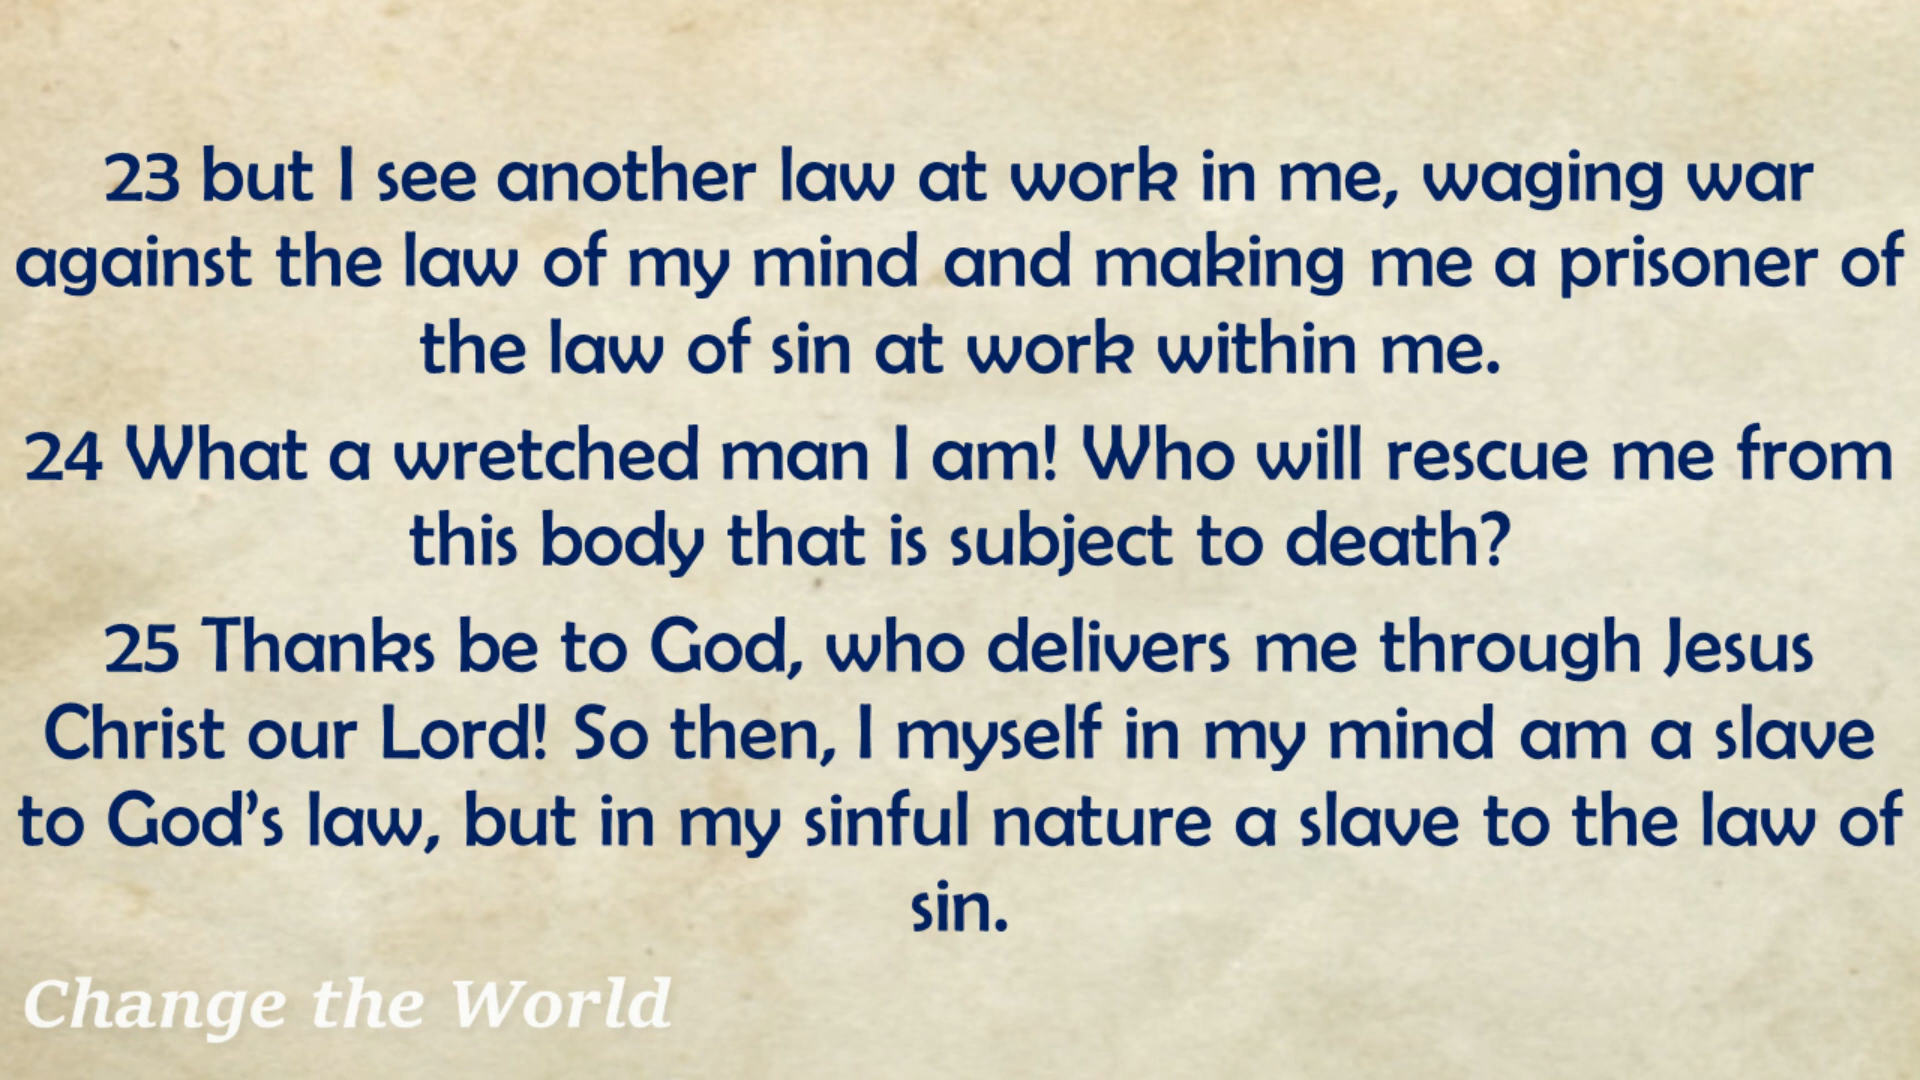 23 but I see another law at work in me, waging war
against the law of my mind and making me a prisoner of
the law of sin at work within me.
24 What a wretched man I am! Who will rescue me from
this body that is subject to death?
25 Thanks be to God, who delivers me through Jesus
Christ our Lord! So then, I myself in my mind am a slave
to God’s law, but in my sinful nature a slave to the law of
sin.
Change the World